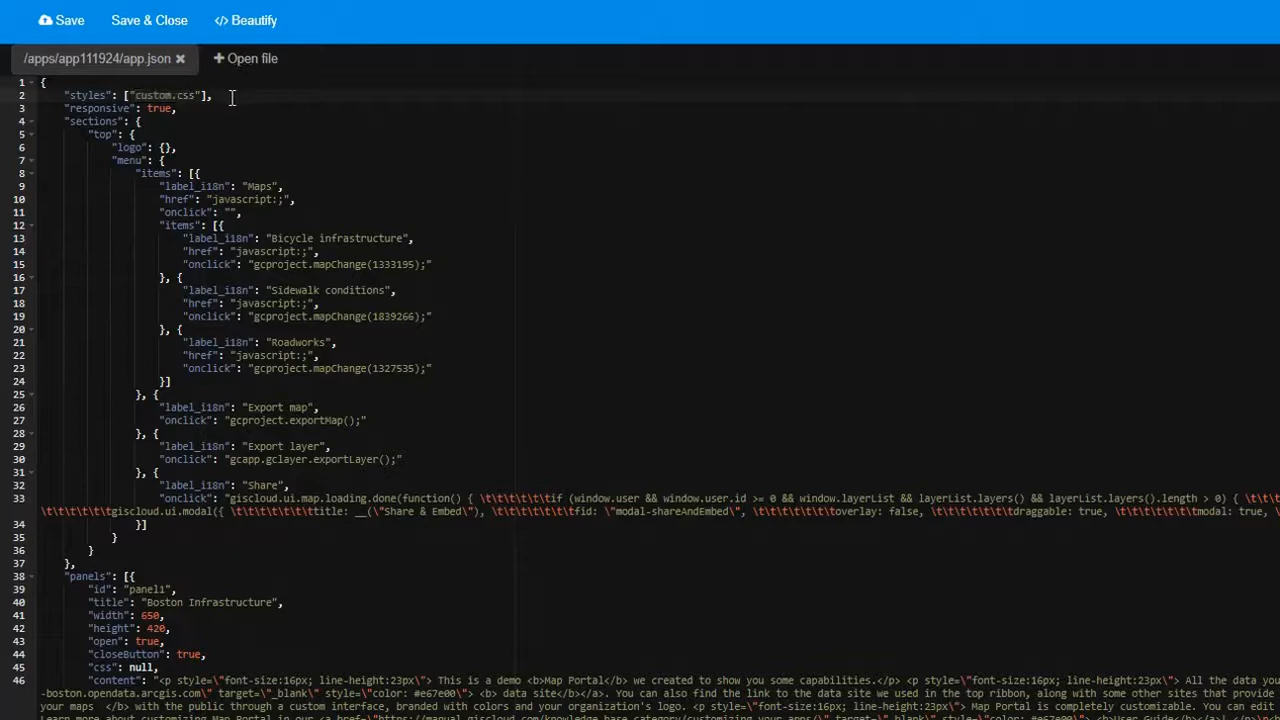 Save Save & Close </> Beautify
/apps/app111924/app.json ✖ Open file
1 {
2 "styles": ["custom.css"],
3 "responsive": true,
4 "sections": {
5 "top": {
6 "logo": {},
7 "menu": {
8 "items": [{
9 "label_i18n": "Maps",
10 "href": "javascript:;",
11 "onclick": "",
12 "items": [{
13 "label_i18n": "Bicycle infrastructure",
14 "href": "javascript:;",
15 "onclick": "gcproject.mapChange(1333195);"
16 }, {
17 "label_i18n": "Sidewalk conditions",
18 "href": "javascript:;",
19 "onclick": "gcproject.mapChange(1839266);"
20 }, {
21 "label_i18n": "Roadworks",
22 "href": "javascript:;",
23 "onclick": "gcproject.mapChange(1327535);"
24 }]
25 }, {
26 "label_i18n": "Export map",
27 "onclick": "gcproject.exportMap();"
28 }, {
29 "label_i18n": "Export layer",
30 "onclick": "gcapp.gclayer.exportLayer();"
31 }, {
32 "label_i18n": "Share",
33 "onclick": "giscloud.ui.map.loading.done(function() { \t\t\t\t\t\tif (window.user && window.user.id >= 0 && window.layerList && layerList.layers() && layerList.layers().length > 0) { \t\t
\t\t\t\t\t\tgiscloud.ui.modal({ \t\t\t\t\t\t\ttitle: __(\"Share & Embed\"), \t\t\t\t\t\t\tfid: \"modal-shareAndEmbed\", \t\t\t\t\t\t\toverlay: false, \t\t\t\t\t\t\tdraggable: true, \t\t\t\t\t\t\tmodal: true, \
34 }]
35 }
36 }
37 },
38 "panels": [{
39 "id": "panel1",
40 "title": "Boston Infrastructure",
41 "width": 650,
42 "height": 420,
43 "open": true,
44 "closeButton": true,
45 "css": null,
46 "content": "<p style=\"font-size:16px; line-height:23px\"> This is a demo <b>Map Portal</b> we created to show you some capabilities.</p> <p style=\"font-size:16px; line-height:23px\"> All the data you
-boston.opendata.arcgis.com\" target=\"_blank\" style=\"color: #e67e00\"> <b> data site</b></a>. You can also find the link to the data site we used in the top ribbon, along with some other sites that provide
your maps </b> with the public through a custom interface, branded with colors and your organization's logo. <p style=\"font-size:16px; line-height:23px\"> Map Portal is completely customizable. You can edit